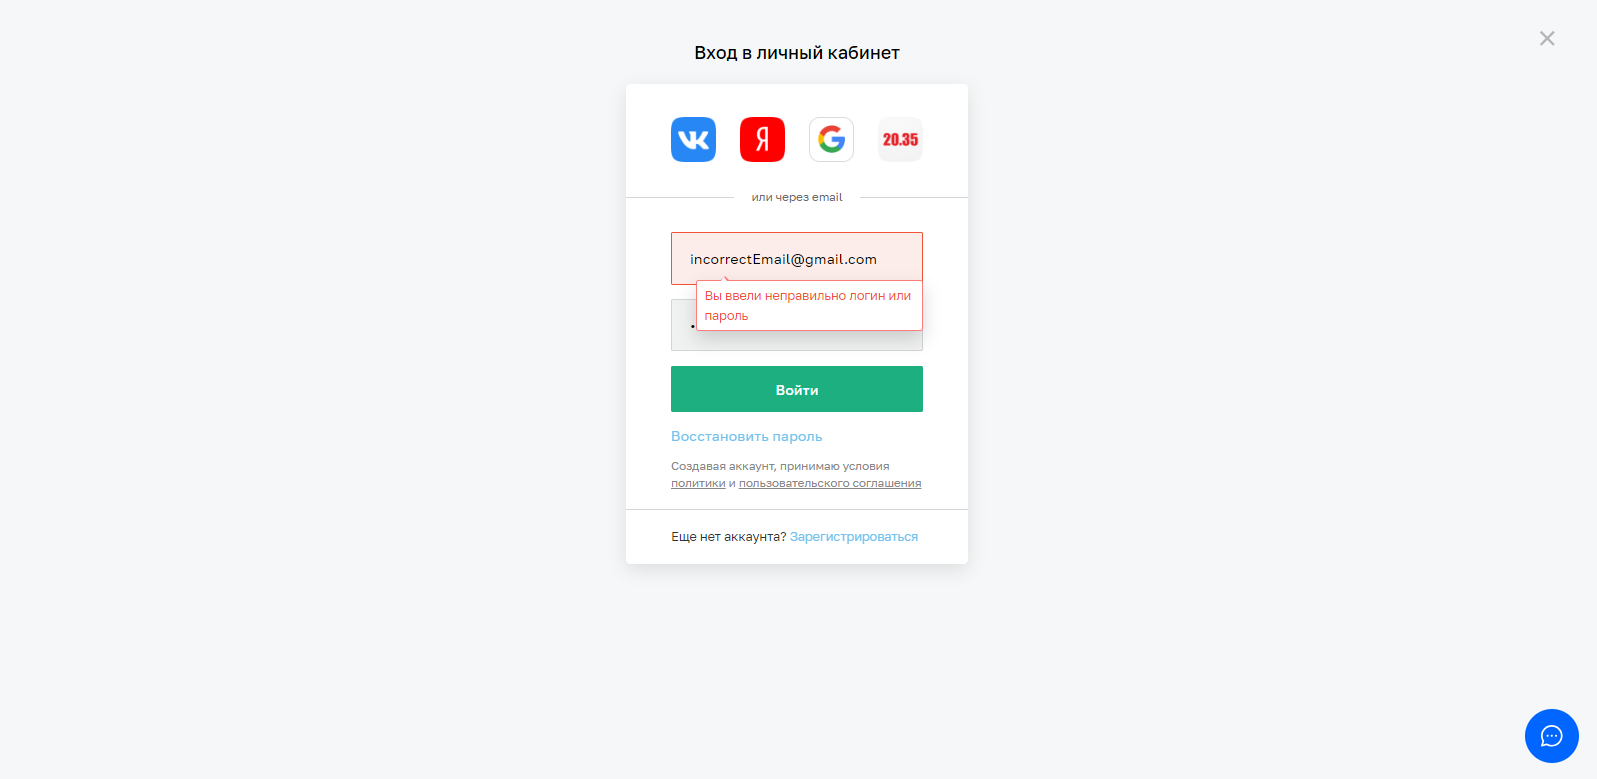 Вход в личный кабинет
Я
G
20.35
или через email
incorrectEmail@gmail.com
Вы ввели неправильно логин или
пароль
Войти
Восстановить пароль
Создавая аккаунт, принимаю условия
политики и пользовательского соглашения
Еще нет аккаунта? Зарегистрироваться